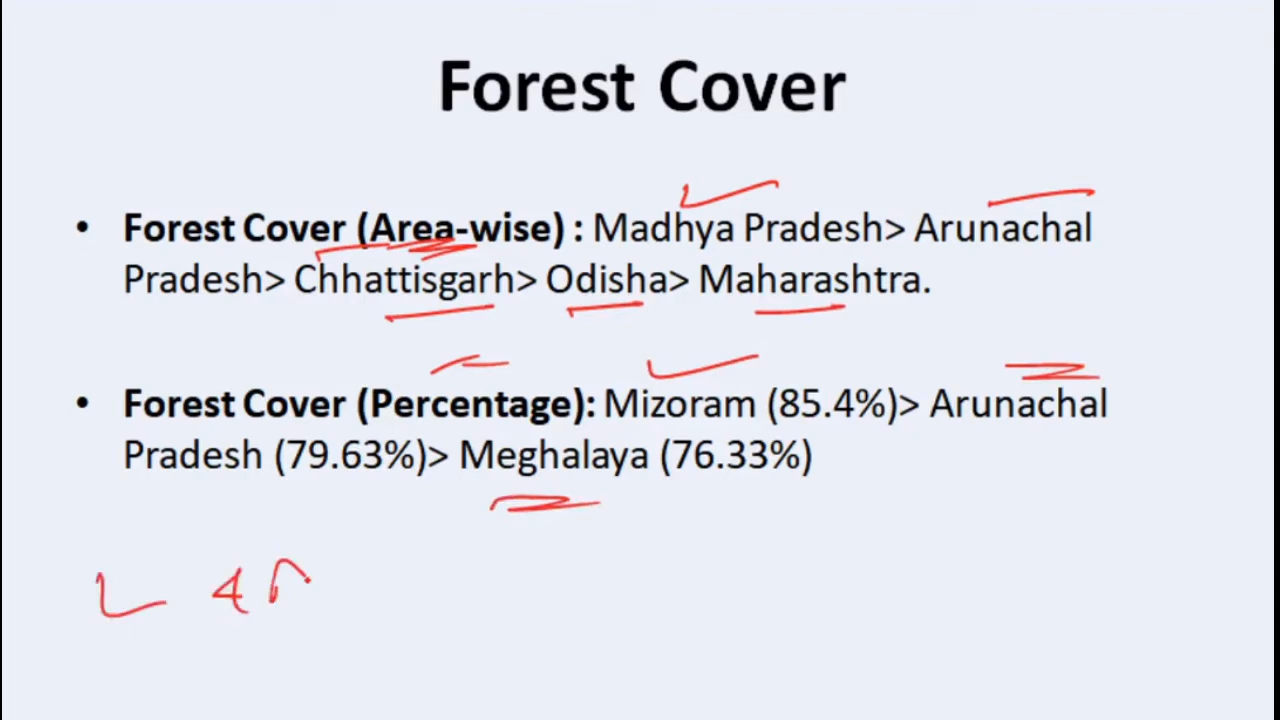 Forest Cover
• Forest Cover (Area-wise) : Madhya Pradesh> Arunachal
Pradesh> Chhattisgarh> Odisha> Maharashtra.
• Forest Cover (Percentage): Mizoram (85.4%)> Arunachal
Pradesh (79.63%)> Meghalaya (76.33%)